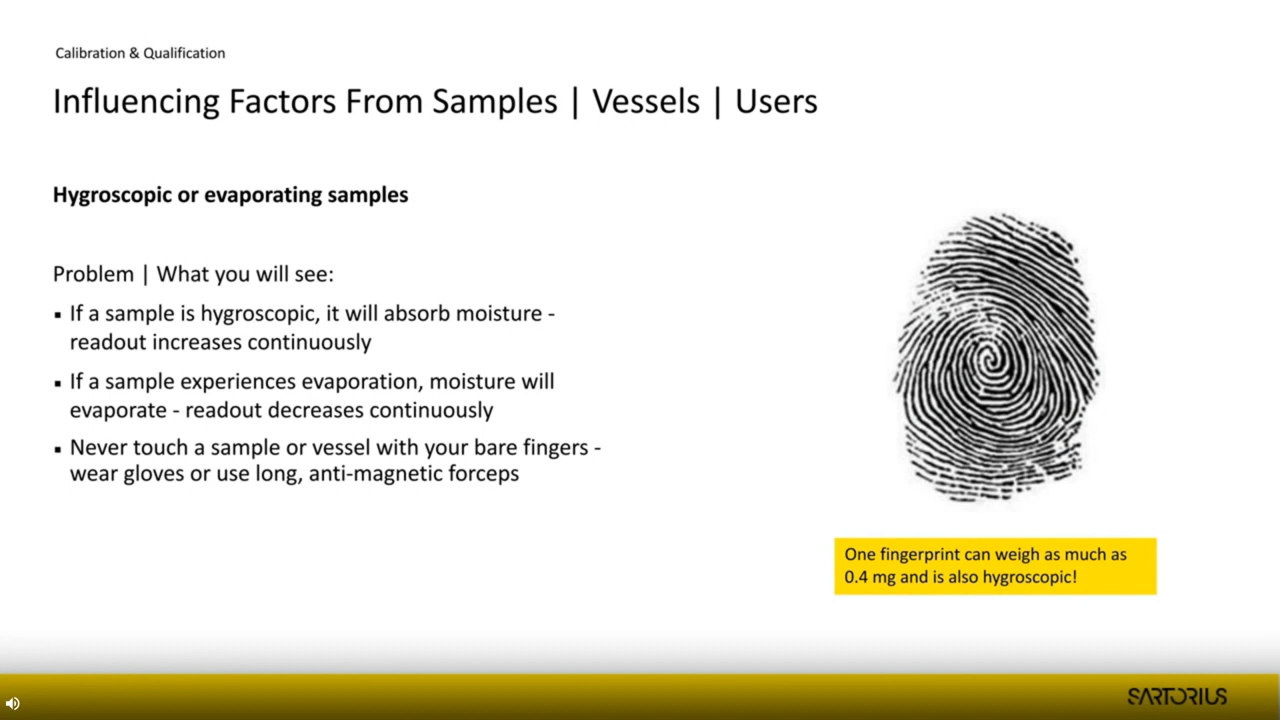 Calibration & Qualification
Influencing Factors From Samples | Vessels | Users
Hygroscopic or evaporating samples
Problem | What you will see:
▪ If a sample is hygroscopic, it will absorb moisture -
readout increases continuously
▪ If a sample experiences evaporation, moisture will
evaporate - readout decreases continuously
▪ Never touch a sample or vessel with your bare fingers -
wear gloves or use long, anti-magnetic forceps
One fingerprint can weigh as much as
0.4 mg and is also hygroscopic!
SARTORIUS